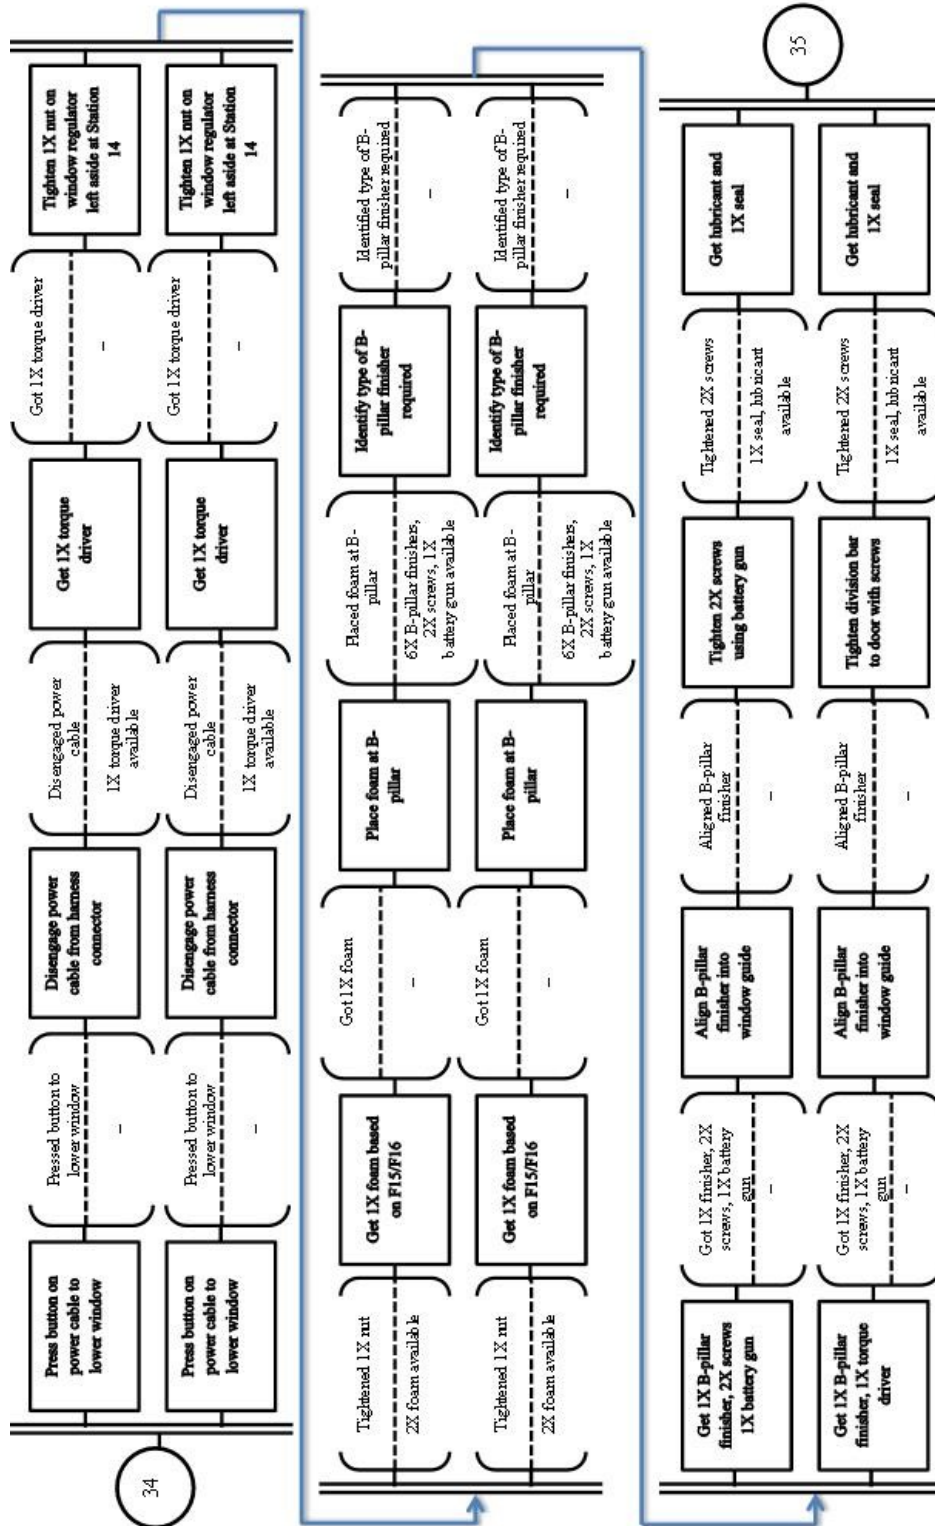 34
Press button on
power cable to
lower window
Pressed button to
lower window
–
Disengage power
cable from harness
connector
Disengaged power
cable
1X torque driver
available
Get 1X torque
driver
Got 1X torque driver
–
Tighten 1X nut on
window regulator
left aside at Station
14
Press button on
power cable to
lower window
Pressed button to
lower window
–
Disengage power
cable from harness
connector
Disengaged power
cable
1X torque driver
available
Get 1X torque
driver
Got 1X torque driver
–
Tighten 1X nut on
window regulator
left aside at Station
14
Tightened 1X nut
2X foam available
Get 1X foam based
on F15/F16
Got 1X foam
–
Place foam at B-
pillar
Placed foam at B-
pillar
6X B-pillar finishers,
2X screws, 1X
battery gun available
Identify type of B-
pillar finisher
required
Identified type of B-
pillar finisher required
–
Tightened 1X nut
2X foam available
Get 1X foam based
on F15/F16
Got 1X foam
–
Place foam at B-
pillar
Placed foam at B-
pillar
6X B-pillar finishers,
2X screws, 1X
battery gun available
Identify type of B-
pillar finisher
required
Identified type of B-
pillar finisher required
–
Get 1X B-pillar
finisher, 2X screws
1X battery gun
Got 1X finisher, 2X
screws, 1X battery
gun
–
Align B-pillar
finisher into
window guide
Aligned B-pillar
finisher
–
Tighten 2X screws
using battery gun
Tightened 2X screws
1X seal, lubricant
available
Get lubricant and
1X seal
Get 1X B-pillar
finisher, 1X torque
driver
Got 1X finisher, 2X
screws, 1X battery
gun
–
Align B-pillar
finisher into
window guide
Aligned B-pillar
finisher
–
Tighten division bar
to door with screws
Tightened 2X screws
1X seal, lubricant
available
Get lubricant and
1X seal
35